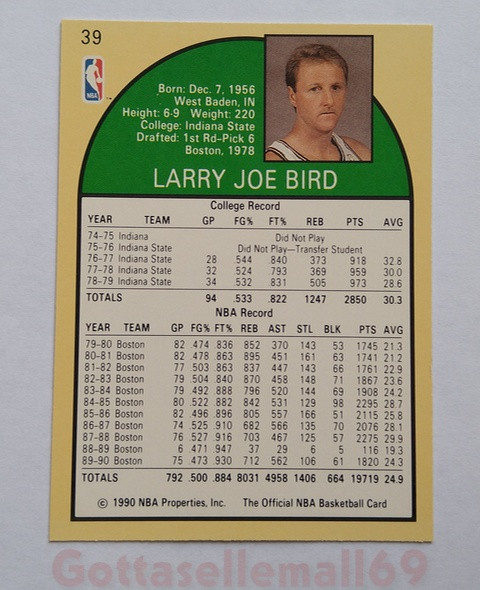 39
NBA
Born: Dec. 7, 1956
West Baden, IN
Height: 6-9 Weight: 220
College: Indiana State
Drafted: 1st Rd-Pick 6
Boston, 1978
LARRY JOE BIRD
College Record
YEAR TEAM GP FG% FT% REB PTS AVG
74-75 Indiana Did Not Play
75-76 Indiana State Did Not Play—Transfer Student
76-77 Indiana State 28 .544 .840 373 918 32.8
77-78 Indiana State 32 .524 .793 369 959 30.0
78-79 Indiana State 34 .532 .831 505 973 28.6
TOTALS 94 .533 .822 1247 2850 30.3
NBA Record
YEAR TEAM GP FG% FT% REB AST STL BLK PTS AVG
79-80 Boston 82 .474 .836 852 370 143 53 1745 21.3
80-81 Boston 82 .478 .863 895 451 161 63 1741 21.2
81-82 Boston 77 .503 .863 837 447 143 66 1761 22.9
82-83 Boston 79 .504 .840 870 458 148 71 1867 23.6
83-84 Boston 79 .492 .888 796 520 144 69 1908 24.2
84-85 Boston 80 .522 .882 842 531 129 98 2295 28.7
85-86 Boston 82 .496 .896 805 557 166 51 2115 25.8
86-87 Boston 74 .525 .910 682 566 135 70 2076 28.1
87-88 Boston 76 .527 .916 703 467 125 57 2275 29.9
88-89 Boston 6 .471 .947 37 29 6 5 116 19.3
89-90 Boston 75 .473 .930 712 562 106 61 1820 24.3
TOTALS 792 .500 .884 8031 4958 1406 664 19719 24.9
© 1990 NBA Properties, Inc. The Official NBA Basketball Card
Gottasellemall69